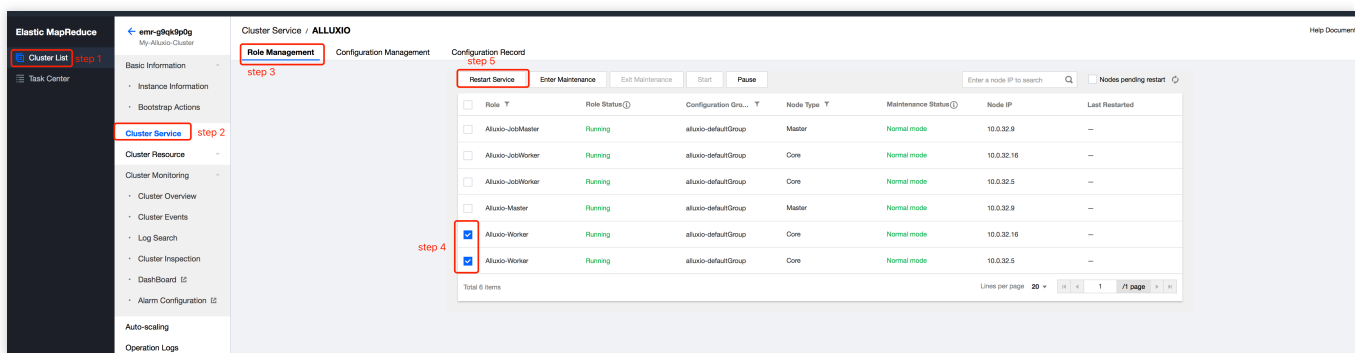 Elastic MapReduce
Cluster List step 1
Task Center
emr-g9qk9p0g
My-Alluxio-Cluster
Basic Information
Instance Information
Bootstrap Actions
Cluster Service step 2
Cluster Resource
Cluster Monitoring
Cluster Overview
Cluster Events
Log Search
Cluster Inspection
DashBoard
Alarm Configuration
Auto-scaling
Operation Logs
Cluster Service / ALLUXIO
Help Document
Role Management Configuration Management Configuration Record
step 3
step 5
Restart Service Enter Maintenance Exit Maintenance Start Pause Enter a node IP to search Nodes pending restart
Role Role Status Configuration Gro... Node Type Maintenance Status Node IP Last Restarted
Alluxio-JobMaster Running alluxio-defaultGroup Master Normal mode 10.0.32.9 —
Alluxio-JobWorker Running alluxio-defaultGroup Core Normal mode 10.0.32.16 —
Alluxio-JobWorker Running alluxio-defaultGroup Core Normal mode 10.0.32.5 —
Alluxio-Master Running alluxio-defaultGroup Master Normal mode 10.0.32.9 —
Alluxio-Worker Running alluxio-defaultGroup Core Normal mode 10.0.32.16 —
step 4
Alluxio-Worker Running alluxio-defaultGroup Core Normal mode 10.0.32.5 —
Total 6 items Lines per page 20 1 /1 page